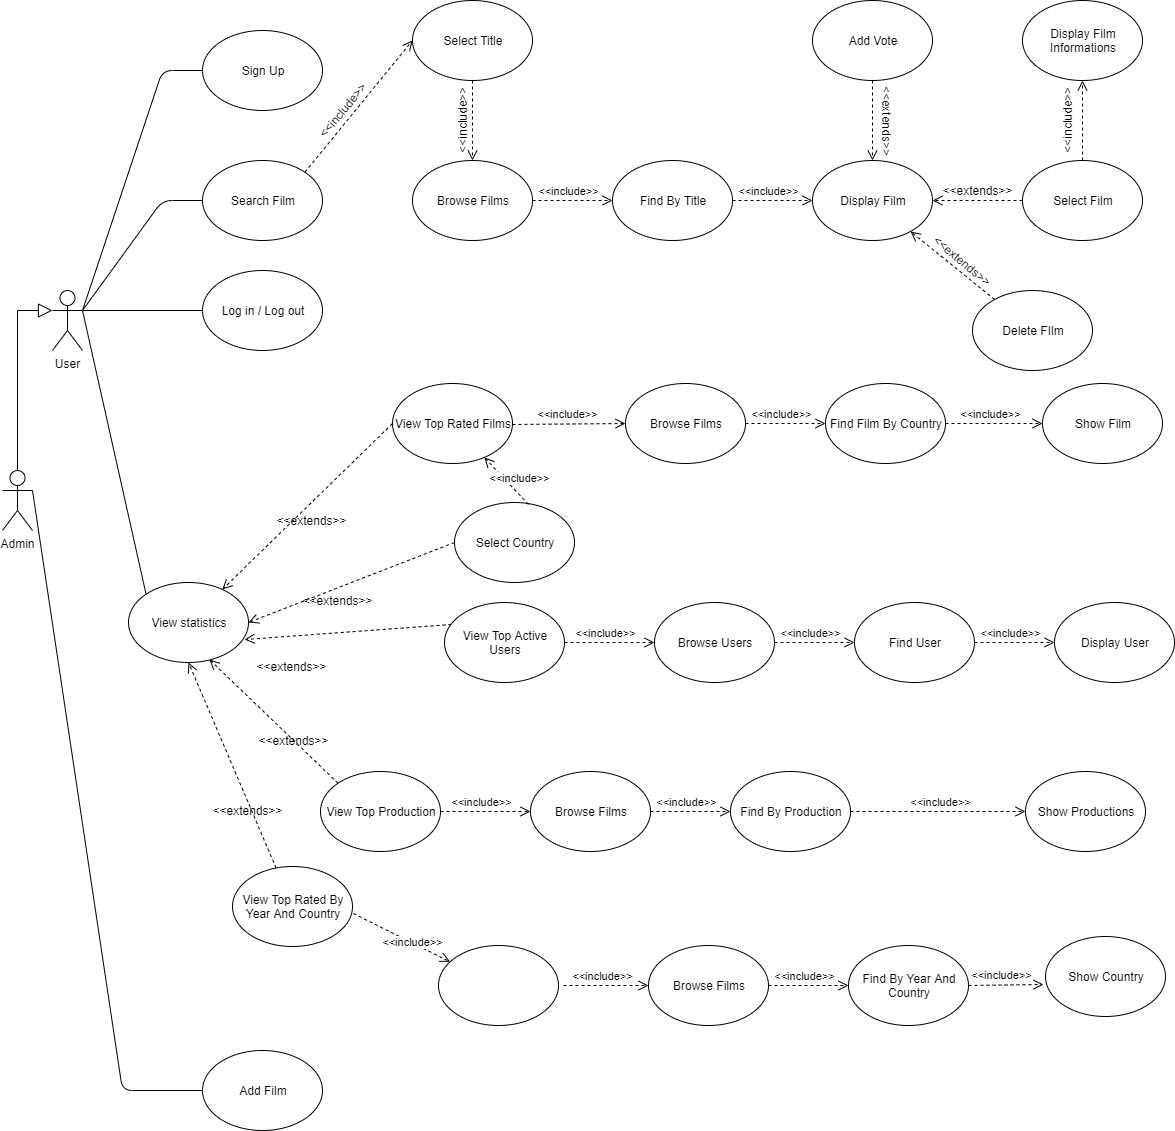 Select Title
Add Vote
Display Film
Informations
Sign Up
<<include>>
<<include>>
<<extends>>
<<include>>
Search Film
Browse Films
<<include>>
Find By Title
<<include>>
Display Film
<<extends>>
Select Film
<<extends>>
Log in / Log out
Delete FIlm
User
View Top Rated Films
<<include>>
Browse Films
<<include>>
Find Film By Country
<<include>>
Show Film
<<include>>
<<extends>>
Select Country
Admin
<<extends>>
View statistics
View Top Active
Users
<<include>>
Browse Users
<<include>>
Find User
<<include>>
Display User
<<extends>>
<<extends>>
<<extends>>
View Top Production
<<include>>
Browse Films
<<include>>
Find By Production
<<include>>
Show Productions
View Top Rated By
Year And Country
<<include>>
<<include>>
Browse Films
<<include>>
Find By Year And
Country
<<include>>
Show Country
Add Film